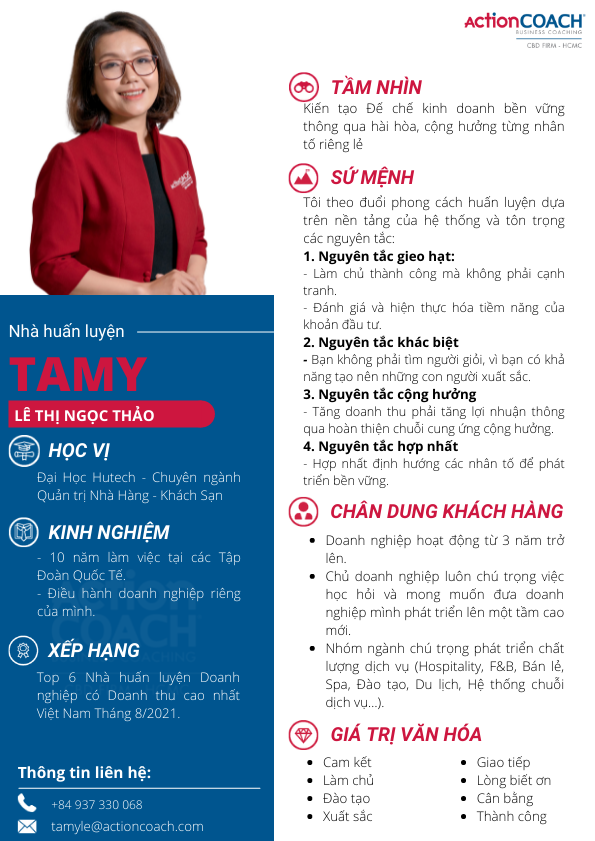 ActionCOACH
BUSINESS COACHING
CBD FIRM - HCMC
Nhà huấn luyện
TAMY
LÊ THỊ NGỌC THẢO
HỌC VỊ
Đại Học Hutech - Chuyên ngành
Quản trị Nhà Hàng - Khách Sạn
KINH NGHIỆM
- 10 năm làm việc tại các Tập
Đoàn Quốc Tế.
- Điều hành doanh nghiệp riêng
của mình.
XẾP HẠNG
Top 6 Nhà huấn luyện Doanh
nghiệp có Doanh thu cao nhất
Việt Nam Tháng 8/2021.
Thông tin liên hệ:
+84 937 330 068
tamyle@actioncoach.com
TẦM NHÌN
Kiến tạo Đế chế kinh doanh bền vững
thông qua hài hòa, cộng hưởng từng nhân
tố riêng lẻ
SỨ MỆNH
Tôi theo đuổi phong cách huấn luyện dựa
trên nền tảng của hệ thống và tôn trọng
các nguyên tắc:
1. Nguyên tắc gieo hạt:
- Làm chủ thành công mà không phải cạnh
tranh.
- Đánh giá và hiện thực hóa tiềm năng của
khoản đầu tư.
2. Nguyên tắc khác biệt
- Bạn không phải tìm người giỏi, vì bạn có khả
năng tạo nên những con người xuất sắc.
3. Nguyên tắc cộng hưởng
- Tăng doanh thu phải tăng lợi nhuận thông
qua hoàn thiện chuỗi cung ứng cộng hưởng.
4. Nguyên tắc hợp nhất
- Hợp nhất định hướng các nhân tố để phát
triển bền vững.
CHÂN DUNG KHÁCH HÀNG
• Doanh nghiệp hoạt động từ 3 năm trở
lên.
• Chủ doanh nghiệp luôn chú trọng việc
học hỏi và mong muốn đưa doanh
nghiệp mình phát triển lên một tầm cao
mới.
• Nhóm ngành chú trọng phát triển chất
lượng dịch vụ (Hospitality, F&B, Bán lẻ,
Spa, Đào tạo, Du lịch, Hệ thống chuỗi
dịch vụ...).
GIÁ TRỊ VĂN HÓA
• Cam kết
• Làm chủ
• Đào tạo
• Xuất sắc
• Giao tiếp
• Lòng biết ơn
• Cân bằng
• Thành công